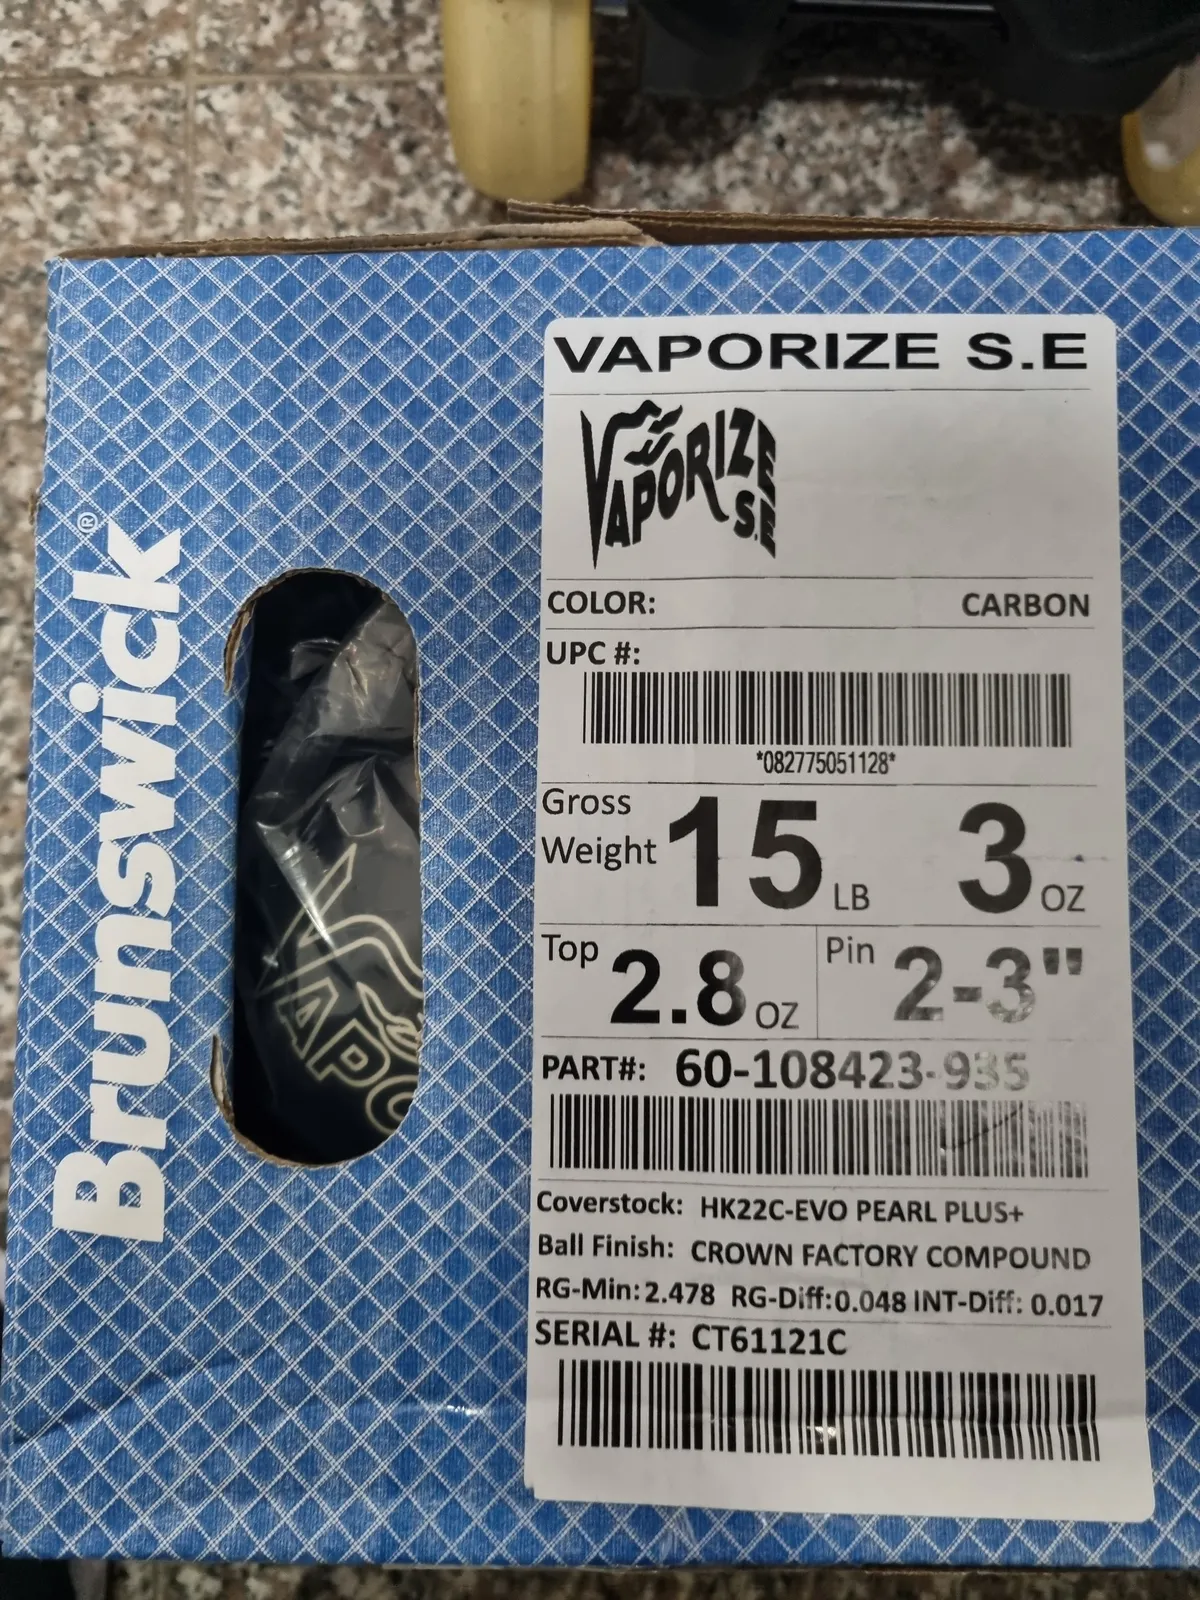 Brunswick®
VAPO
VAPORIZE S.E
VAPORIZE
S.E
COLOR: CARBON
UPC #:
*082775051128*
Gross
Weight 15 LB 3 OZ
Top 2.8 OZ Pin 2-3"
PART#: 60-108423-935
Coverstock: HK22C-EVO PEARL PLUS+
Ball Finish: CROWN FACTORY COMPOUND
RG-Min: 2.478 RG-Diff: 0.048 INT-Diff: 0.017
SERIAL #: CT61121C